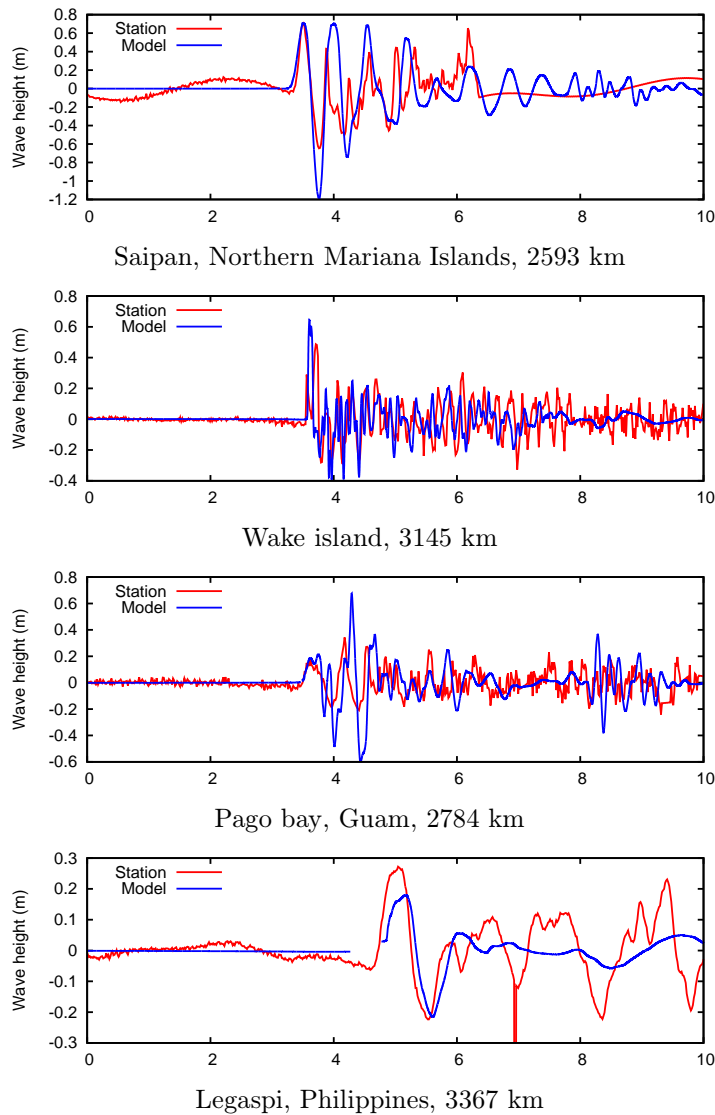 0.8
0.6
0.4
0.2
0
-0.2
-0.4
-0.6
-0.8
-1
-1.2
Wave height (m)
Station
Model
0 2 4 6 8 10
Saipan, Northern Mariana Islands, 2593 km
0.8
0.6
0.4
0.2
0
-0.2
-0.4
Wave height (m)
Station
Model
0 2 4 6 8 10
Wake island, 3145 km
0.8
0.6
0.4
0.2
0
-0.2
-0.4
-0.6
Wave height (m)
Station
Model
0 2 4 6 8 10
Pago bay, Guam, 2784 km
0.3
0.2
0.1
0
-0.1
-0.2
-0.3
Wave height (m)
Station
Model
0 2 4 6 8 10
Legaspi, Philippines, 3367 km